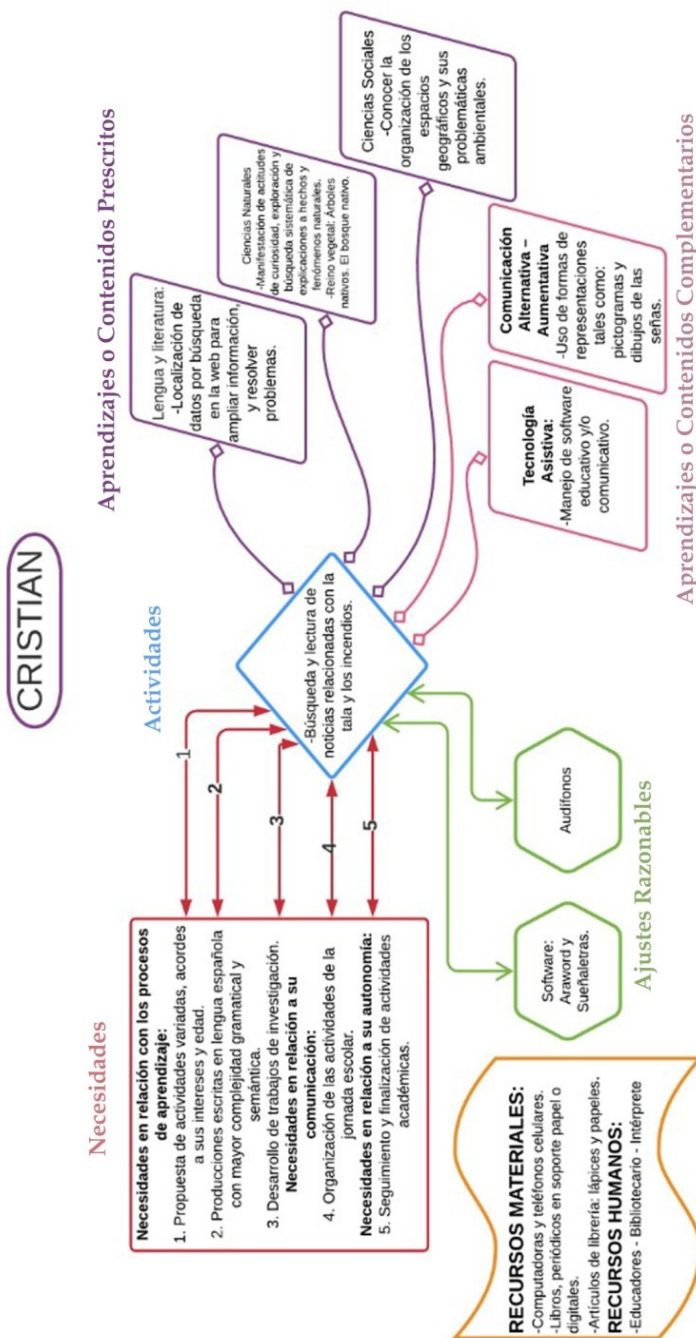 CRISTIAN
Necesidades
Necesidades en relación con los procesos
de aprendizaje:
1. Propuesta de actividades variadas, acordes
a sus intereses y edad.
2. Producciones escritas en lengua española
con mayor complejidad gramatical y
semántica.
3. Desarrollo de trabajos de investigación.
Necesidades en relación a su
comunicación:
4. Organización de las actividades de la
jornada escolar.
Necesidades en relación a su autonomía:
5. Seguimiento y finalización de actividades
académicas.
1
2
3
4
5
Actividades
-Búsqueda y lectura de
noticias relacionadas con la
tala y los incendios.
Aprendizajes o Contenidos Prescritos
Lengua y literatura:
-Localización de
datos por búsqueda
en la web para
ampliar información,
y resolver
problemas.
Ciencias Naturales
-Manifestación de actitudes
de curiosidad, exploración y
búsqueda sistemática de
explicaciones a hechos y
fenómenos naturales.
-Reino vegetal: Árboles
nativos. El bosque nativo.
Ciencias Sociales
-Conocer la
organización de los
espacios
geográficos y sus
problemáticas
ambientales.
Comunicación
Alternativa –
Aumentativa
-Uso de formas de
representaciones
tales como:
pictogramas y
dibujos de las
señas.
Tecnología
Asistiva:
-Manejo de software
educativo y/o
comunicativo.
Aprendizajes o Contenidos Complementarios
Software:
Araword y
Sueñaletras.
Audífonos
Ajustes Razonables
RECURSOS MATERIALES:
-Computadoras y teléfonos celulares.
-Libros, periódicos en soporte papel o
digitales.
-Artículos de librería: lápices y papeles.
RECURSOS HUMANOS:
-Educadores - Bibliotecario - Intérprete